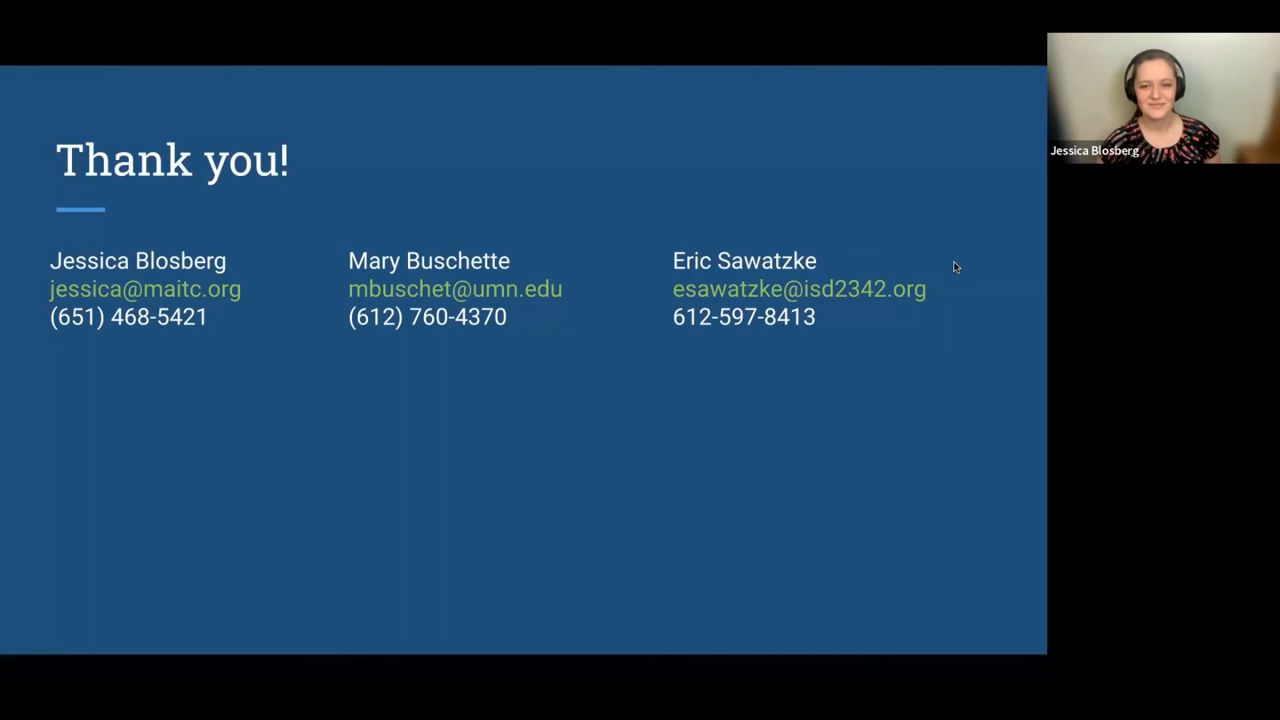 Thank you!
Jessica Blosberg
jessica@maitc.org
(651) 468-5421
Mary Buschette
mbuschet@umn.edu
(612) 760-4370
Eric Sawatzke
esawatzke@isd2342.org
612-597-8413
Jessica Blosberg